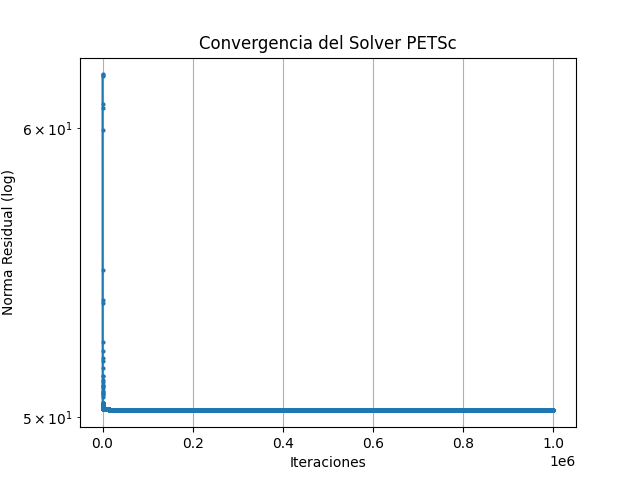 Convergencia del Solver PETSc
Norma Residual (log)
6 × 10¹
5 × 10¹
0.0 0.2 0.4 0.6 0.8 1.0
1e6
Iteraciones